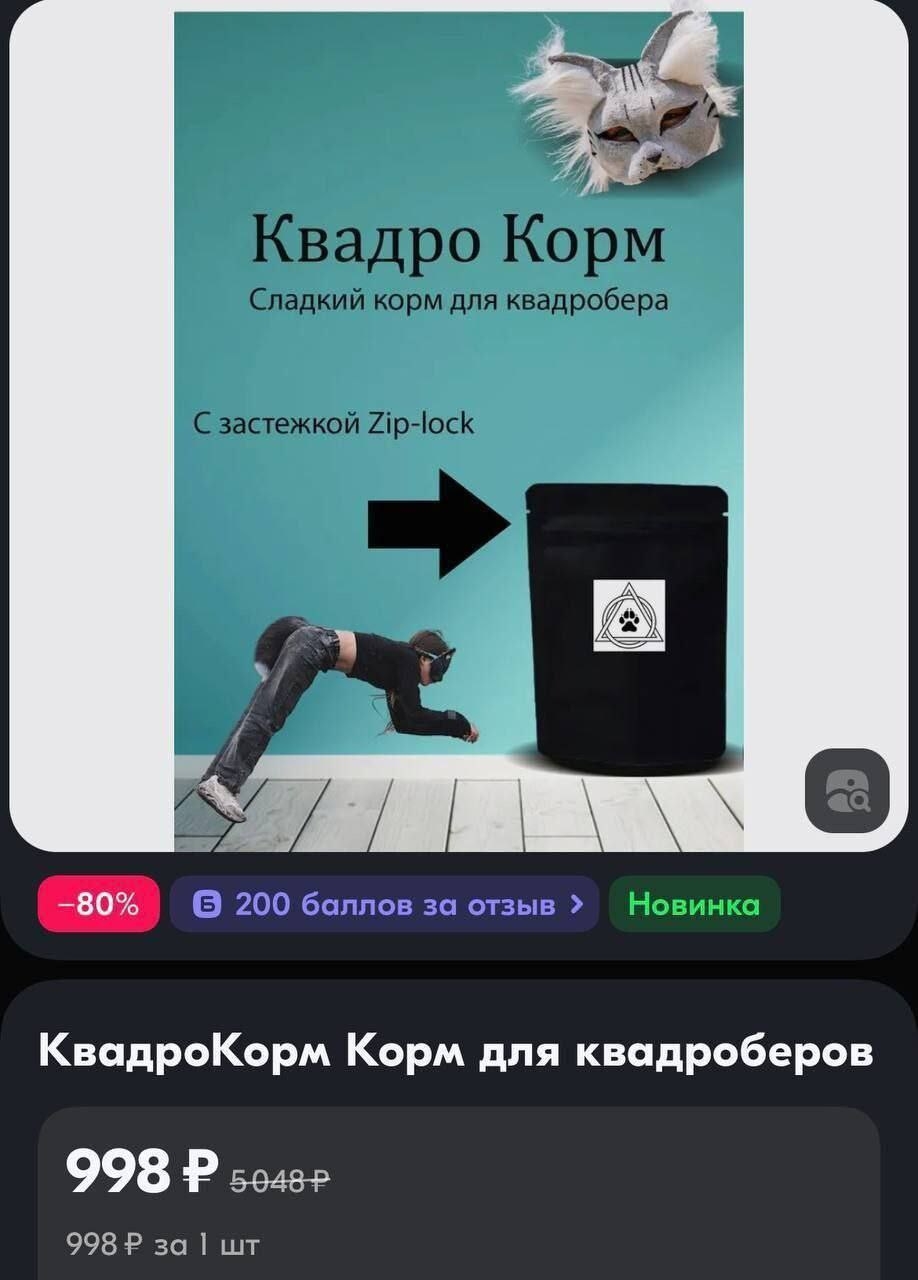 Квадро Корм
Сладкий корм для квадробера
С застежкой Zip-lock
−80%
Б 200 баллов за отзыв
Новинка
КвадроКорм Корм для квадроберов
998 ₽ 5 048 ₽
998 ₽ за 1 шт